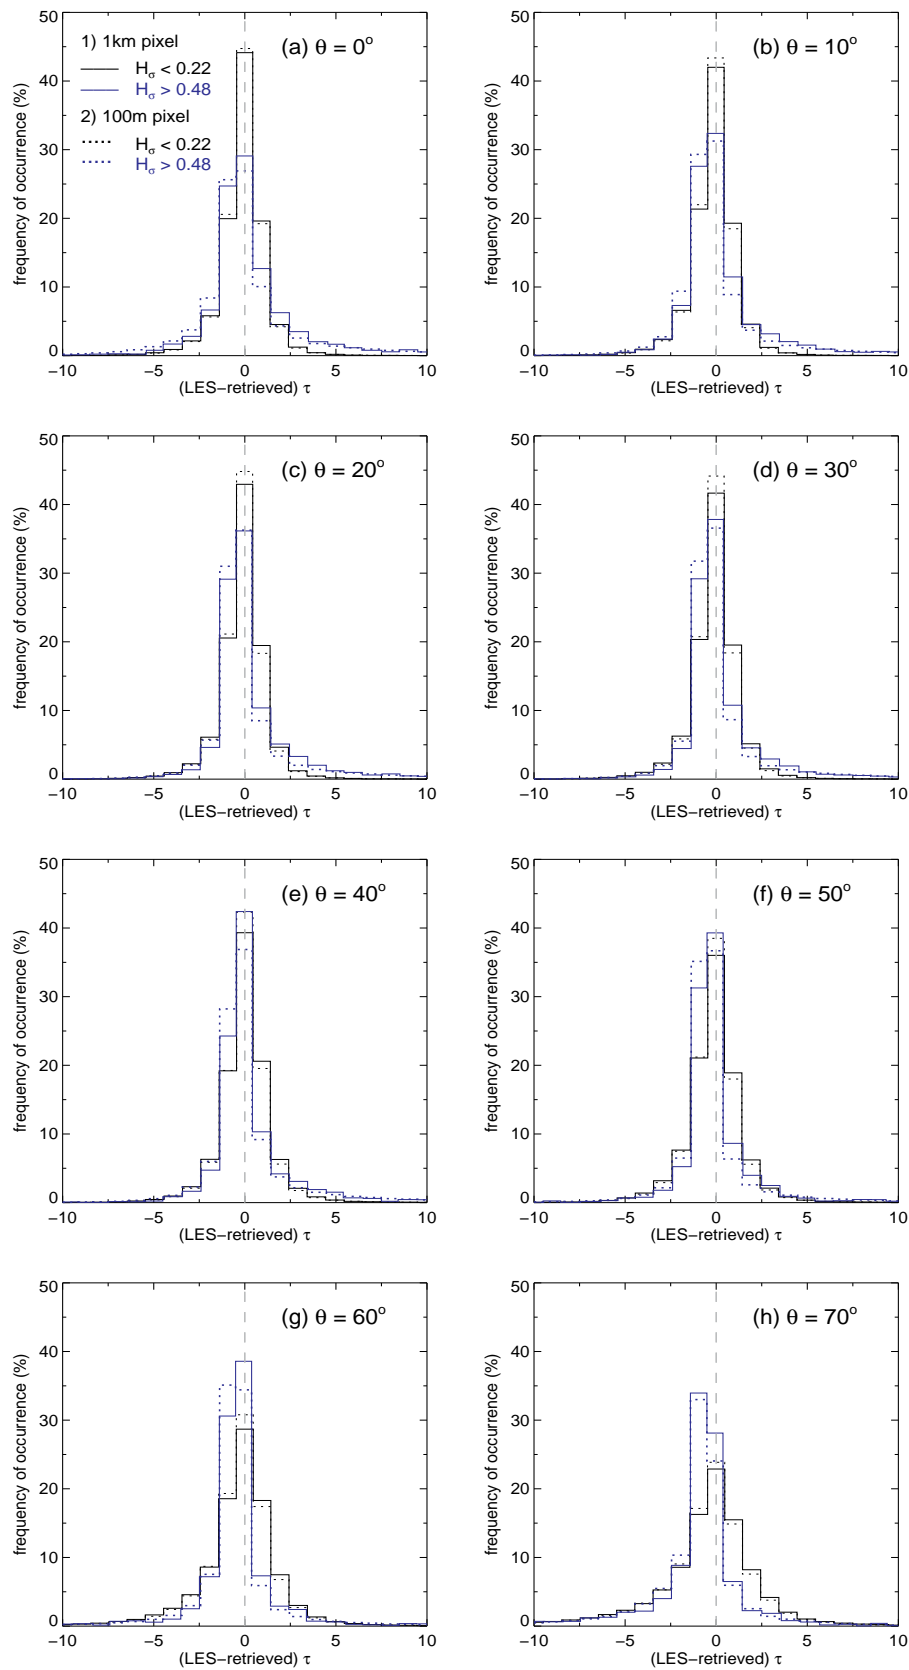 (a) θ = 0°
1) 1km pixel
Hσ < 0.22
Hσ > 0.48
2) 100m pixel
Hσ < 0.22
Hσ > 0.48
frequency of occurrence (%)
50
40
30
20
10
0
−10 −5 0 5 10
(LES−retrieved) τ
(b) θ = 10°
frequency of occurrence (%)
50
40
30
20
10
0
−10 −5 0 5 10
(LES−retrieved) τ
(c) θ = 20°
frequency of occurrence (%)
50
40
30
20
10
0
−10 −5 0 5 10
(LES−retrieved) τ
(d) θ = 30°
frequency of occurrence (%)
50
40
30
20
10
0
−10 −5 0 5 10
(LES−retrieved) τ
(e) θ = 40°
frequency of occurrence (%)
50
40
30
20
10
0
−10 −5 0 5 10
(LES−retrieved) τ
(f) θ = 50°
frequency of occurrence (%)
50
40
30
20
10
0
−10 −5 0 5 10
(LES−retrieved) τ
(g) θ = 60°
frequency of occurrence (%)
50
40
30
20
10
0
−10 −5 0 5 10
(LES−retrieved) τ
(h) θ = 70°
frequency of occurrence (%)
50
40
30
20
10
0
−10 −5 0 5 10
(LES−retrieved) τ